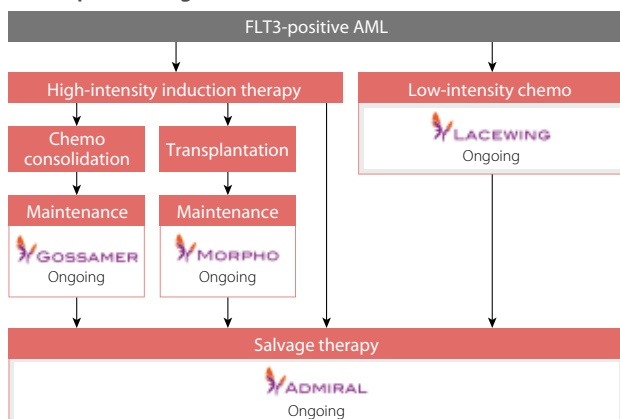 FLT3-positive AML
High-intensity induction therapy
Low-intensity chemo
LACEWING
Ongoing
Chemo
consolidation
Transplantation
Maintenance
Maintenance
GOSSAMER
Ongoing
MORPHO
Ongoing
Salvage therapy
ADMIRAL
Ongoing